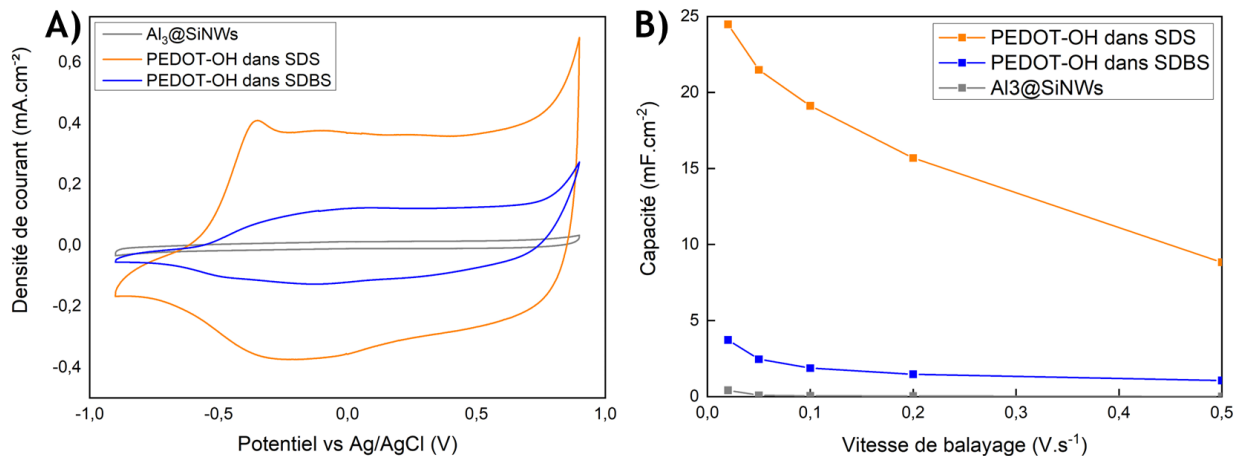 A)
Al₃@SiNWs
PEDOT-OH dans SDS
PEDOT-OH dans SDBS
Densité de courant (mA.cm⁻²)
0,6
0,4
0,2
0,0
-0,2
-0,4
-1,0 -0,5 0,0 0,5 1,0
Potentiel vs Ag/AgCl (V)
B)
PEDOT-OH dans SDS
PEDOT-OH dans SDBS
Al3@SiNWs
Capacité (mF.cm⁻²)
25
20
15
10
5
0
0,0 0,1 0,2 0,3 0,4 0,5
Vitesse de balayage (V.s⁻¹)